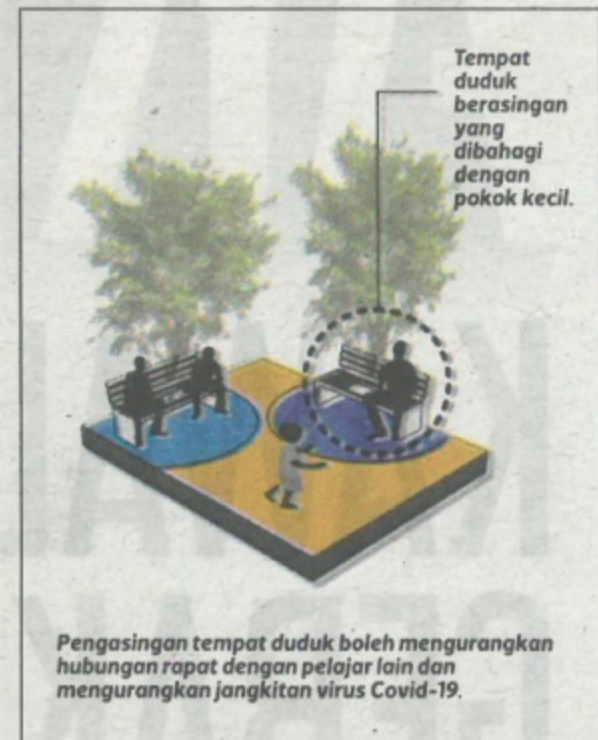 Tempat
duduk
berasingan
yang
dibahagi
dengan
pokok kecil.
Pengasingan tempat duduk boleh mengurangkan
hubungan rapat dengan pelajar lain dan
mengurangkan jangkitan virus Covid-19.